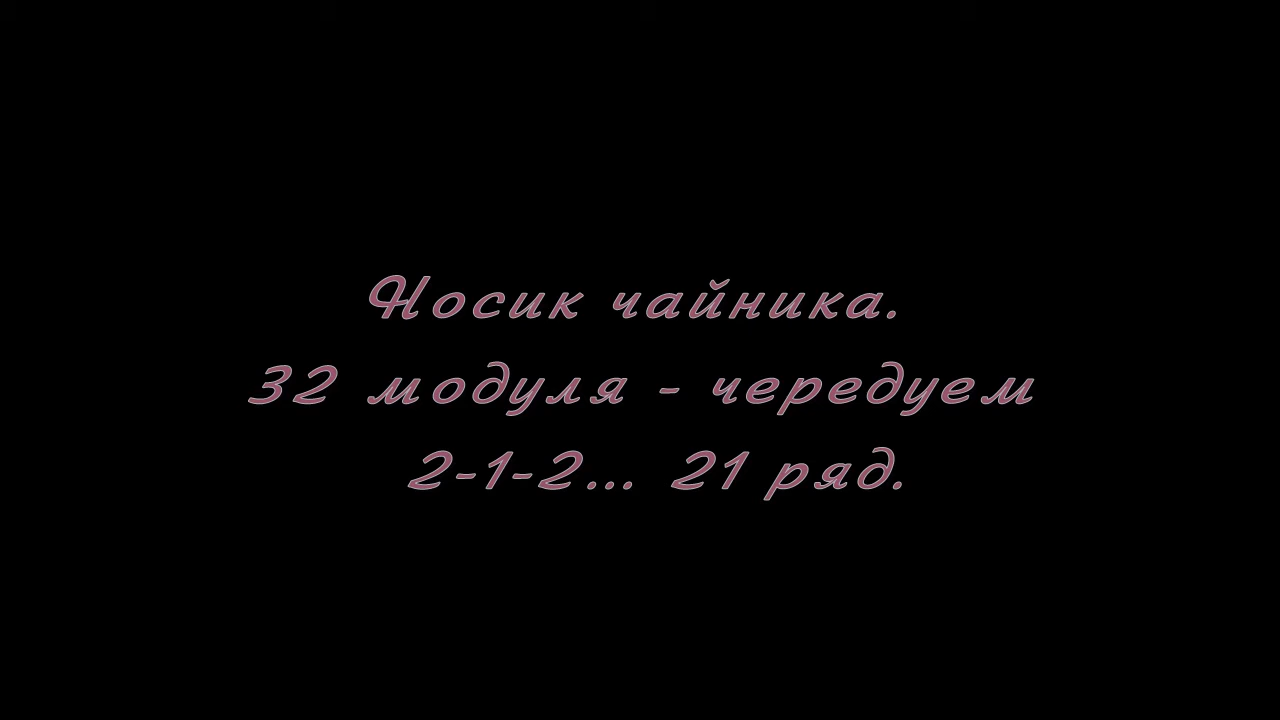 Носик чайника.
32 модуля - чередуем
2-1-2... 21 ряд.